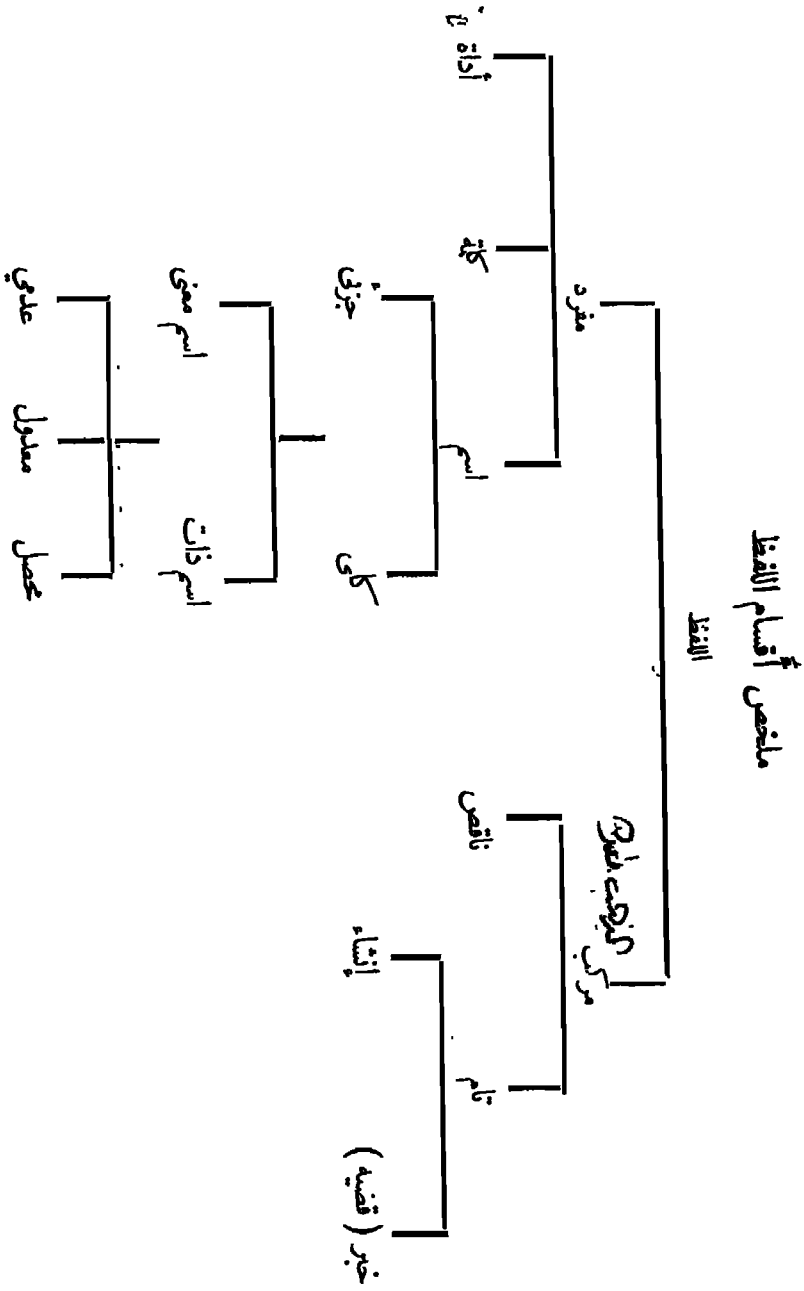 ملخص أقسام اللفظ
اللفظ
مركب
مفرد
تام
ناقص
اسم
كلمة
أداة
خبر (قضية)
إنشاء
كلي
جزئي
اسم ذات
اسم معنى
محصل
معدول
عدمي